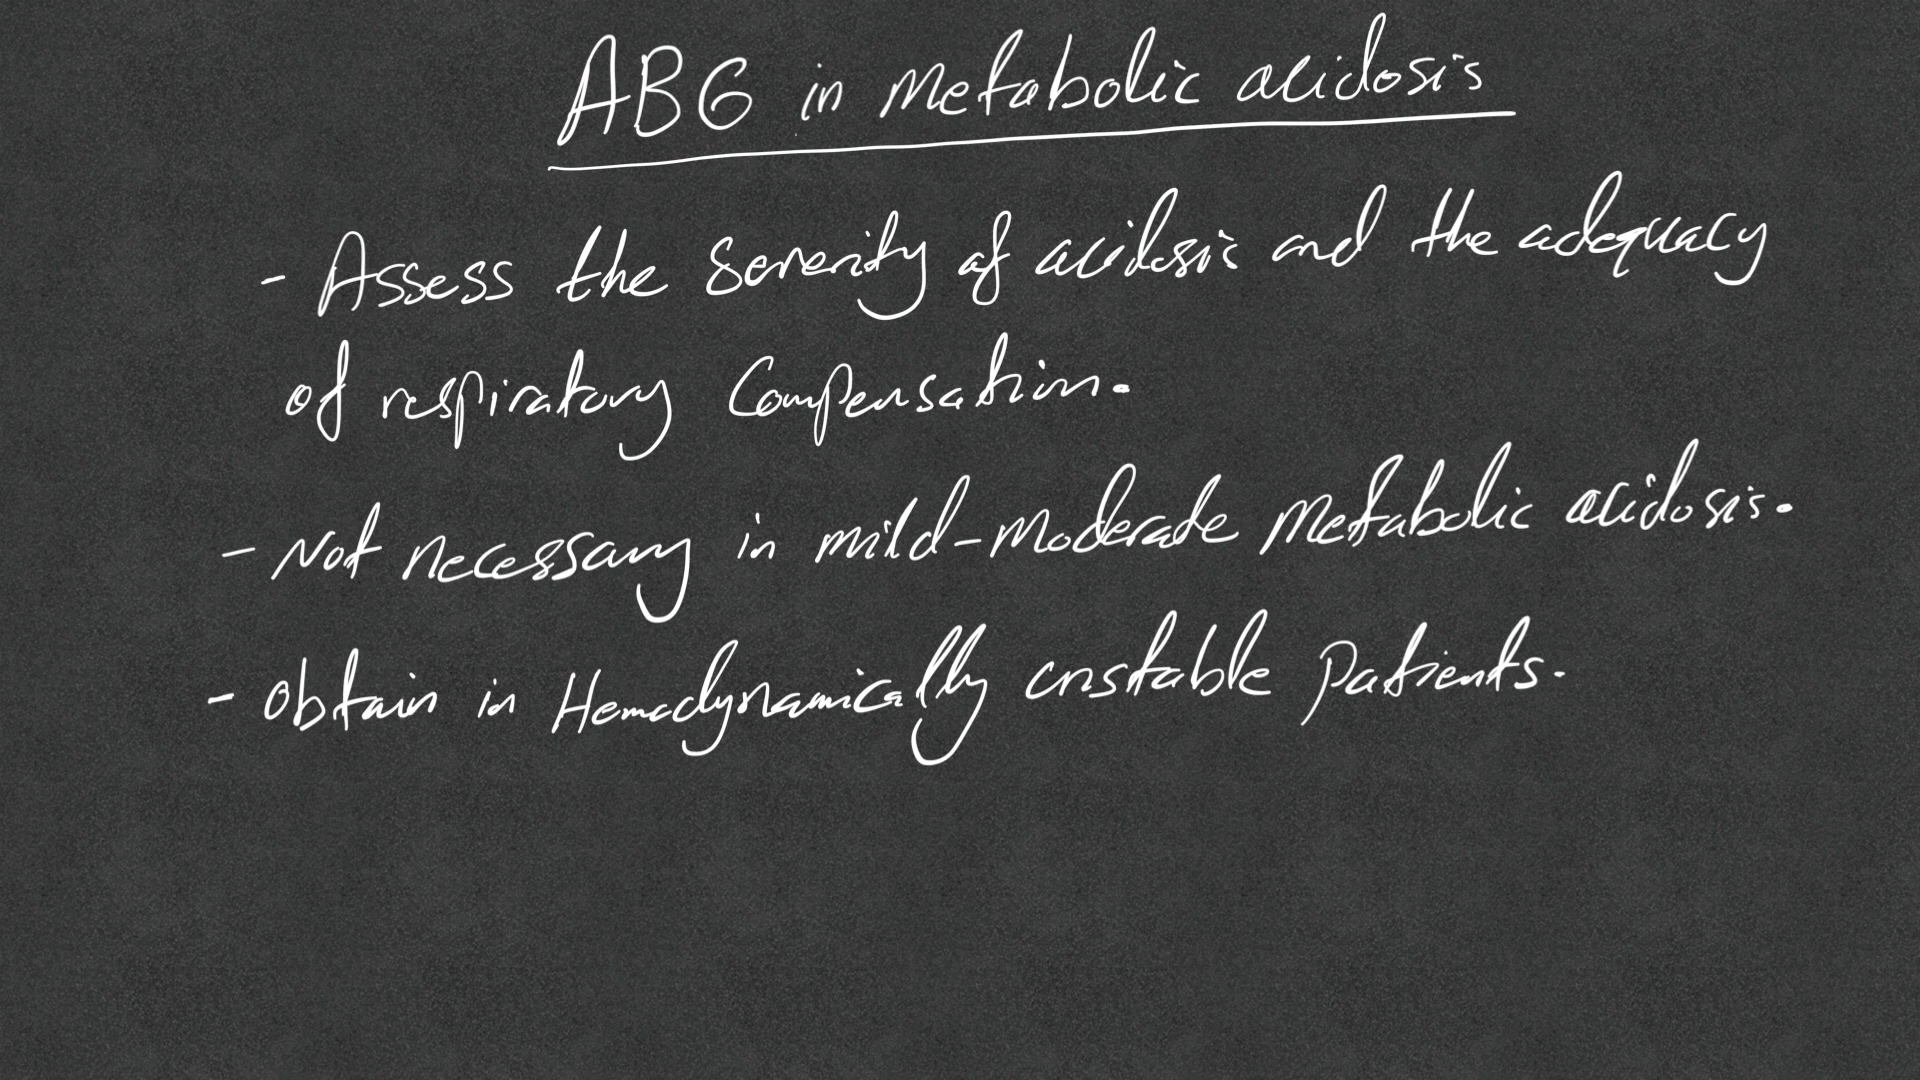 ABG in metabolic acidosis
- Assess the severity of acidosis and the adequacy
of respiratory compensation.
- Not necessary in mild-moderate metabolic acidosis.
- Obtain in Hemodynamically unstable patients.